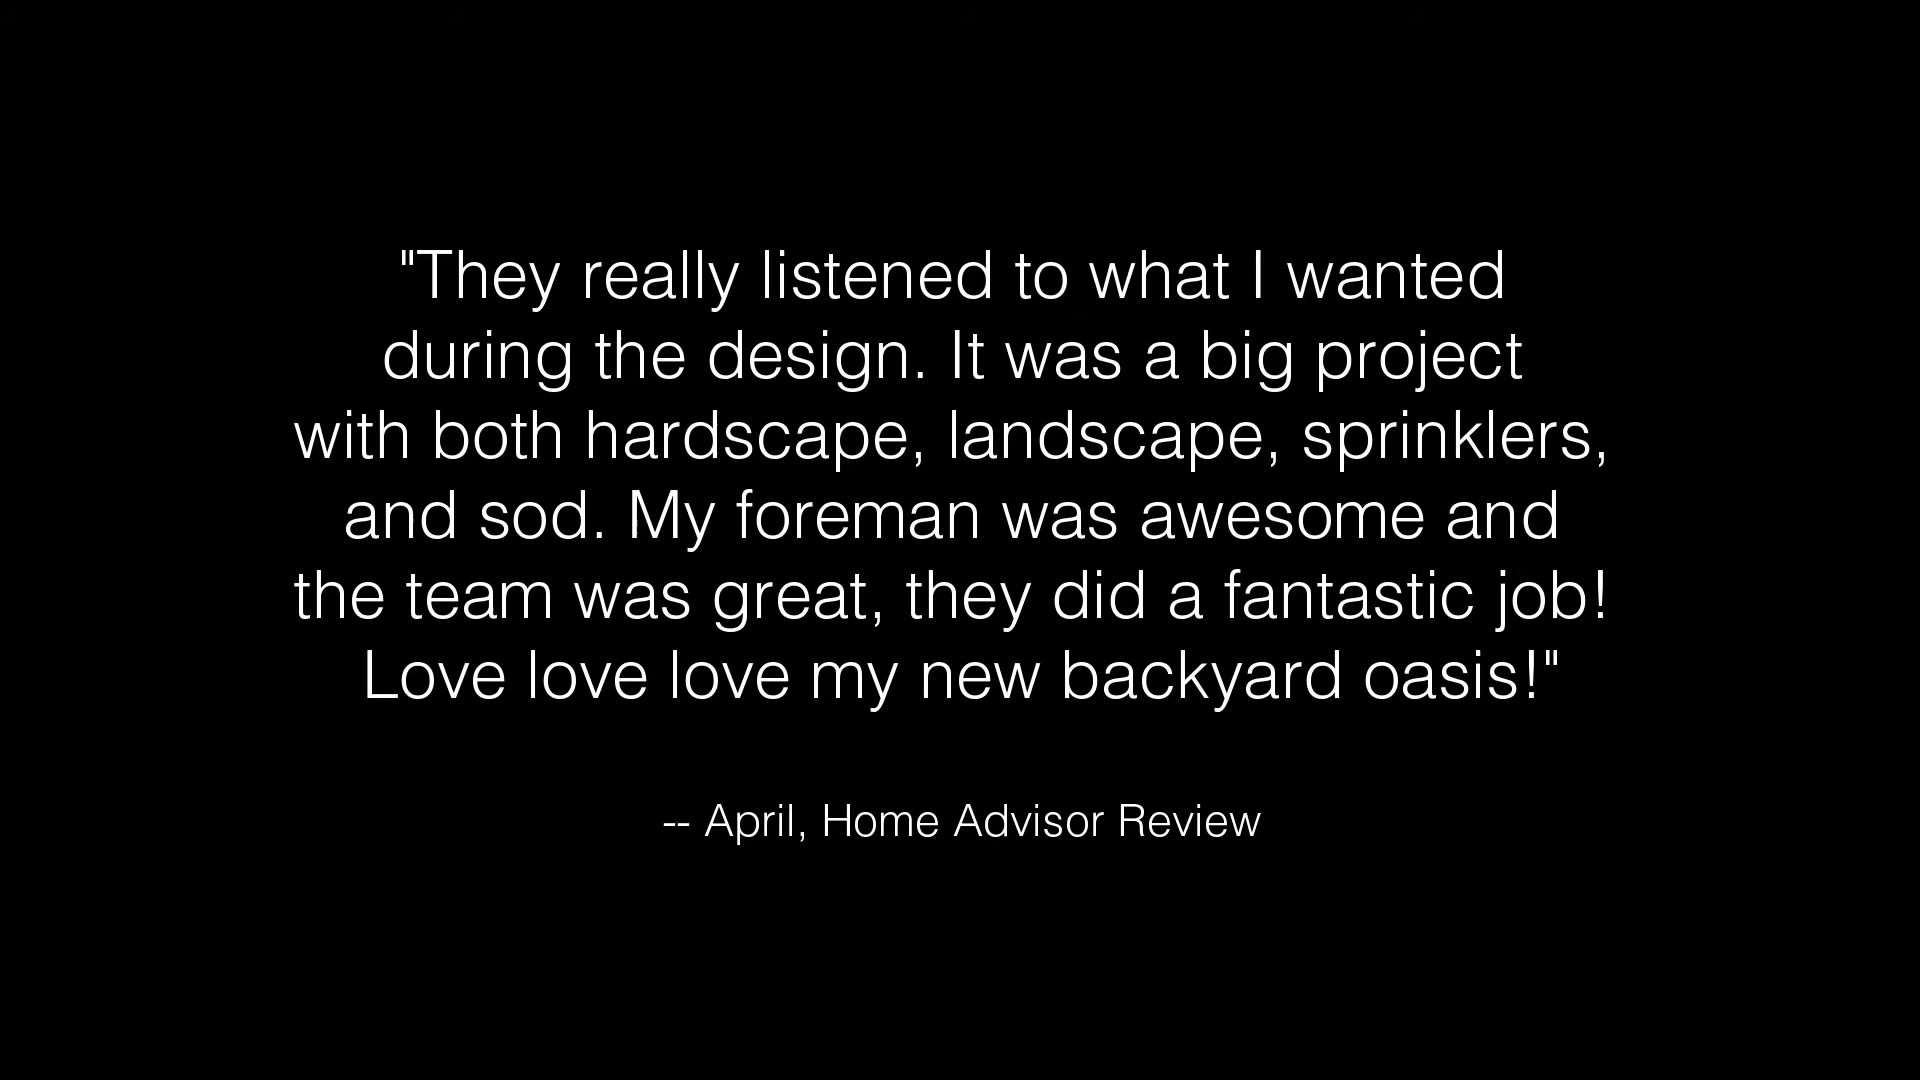 "They really listened to what I wanted
during the design. It was a big project
with both hardscape, landscape, sprinklers,
and sod. My foreman was awesome and
the team was great, they did a fantastic job!
Love love love my new backyard oasis!"
-- April, Home Advisor Review